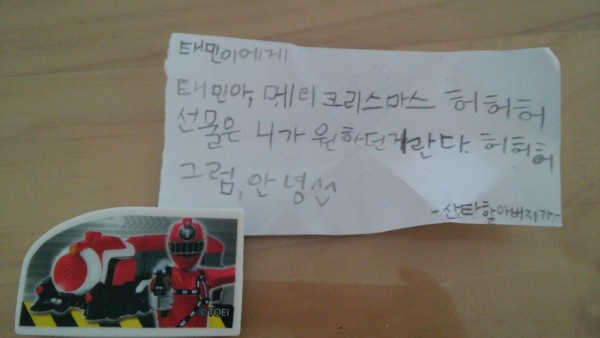 태민이에게
태민아, 메리크리스마스 허허허
선물은 니가 원하던거란다. 허허허
그럼, 안녕
-산타할아버지가-
©TOEI